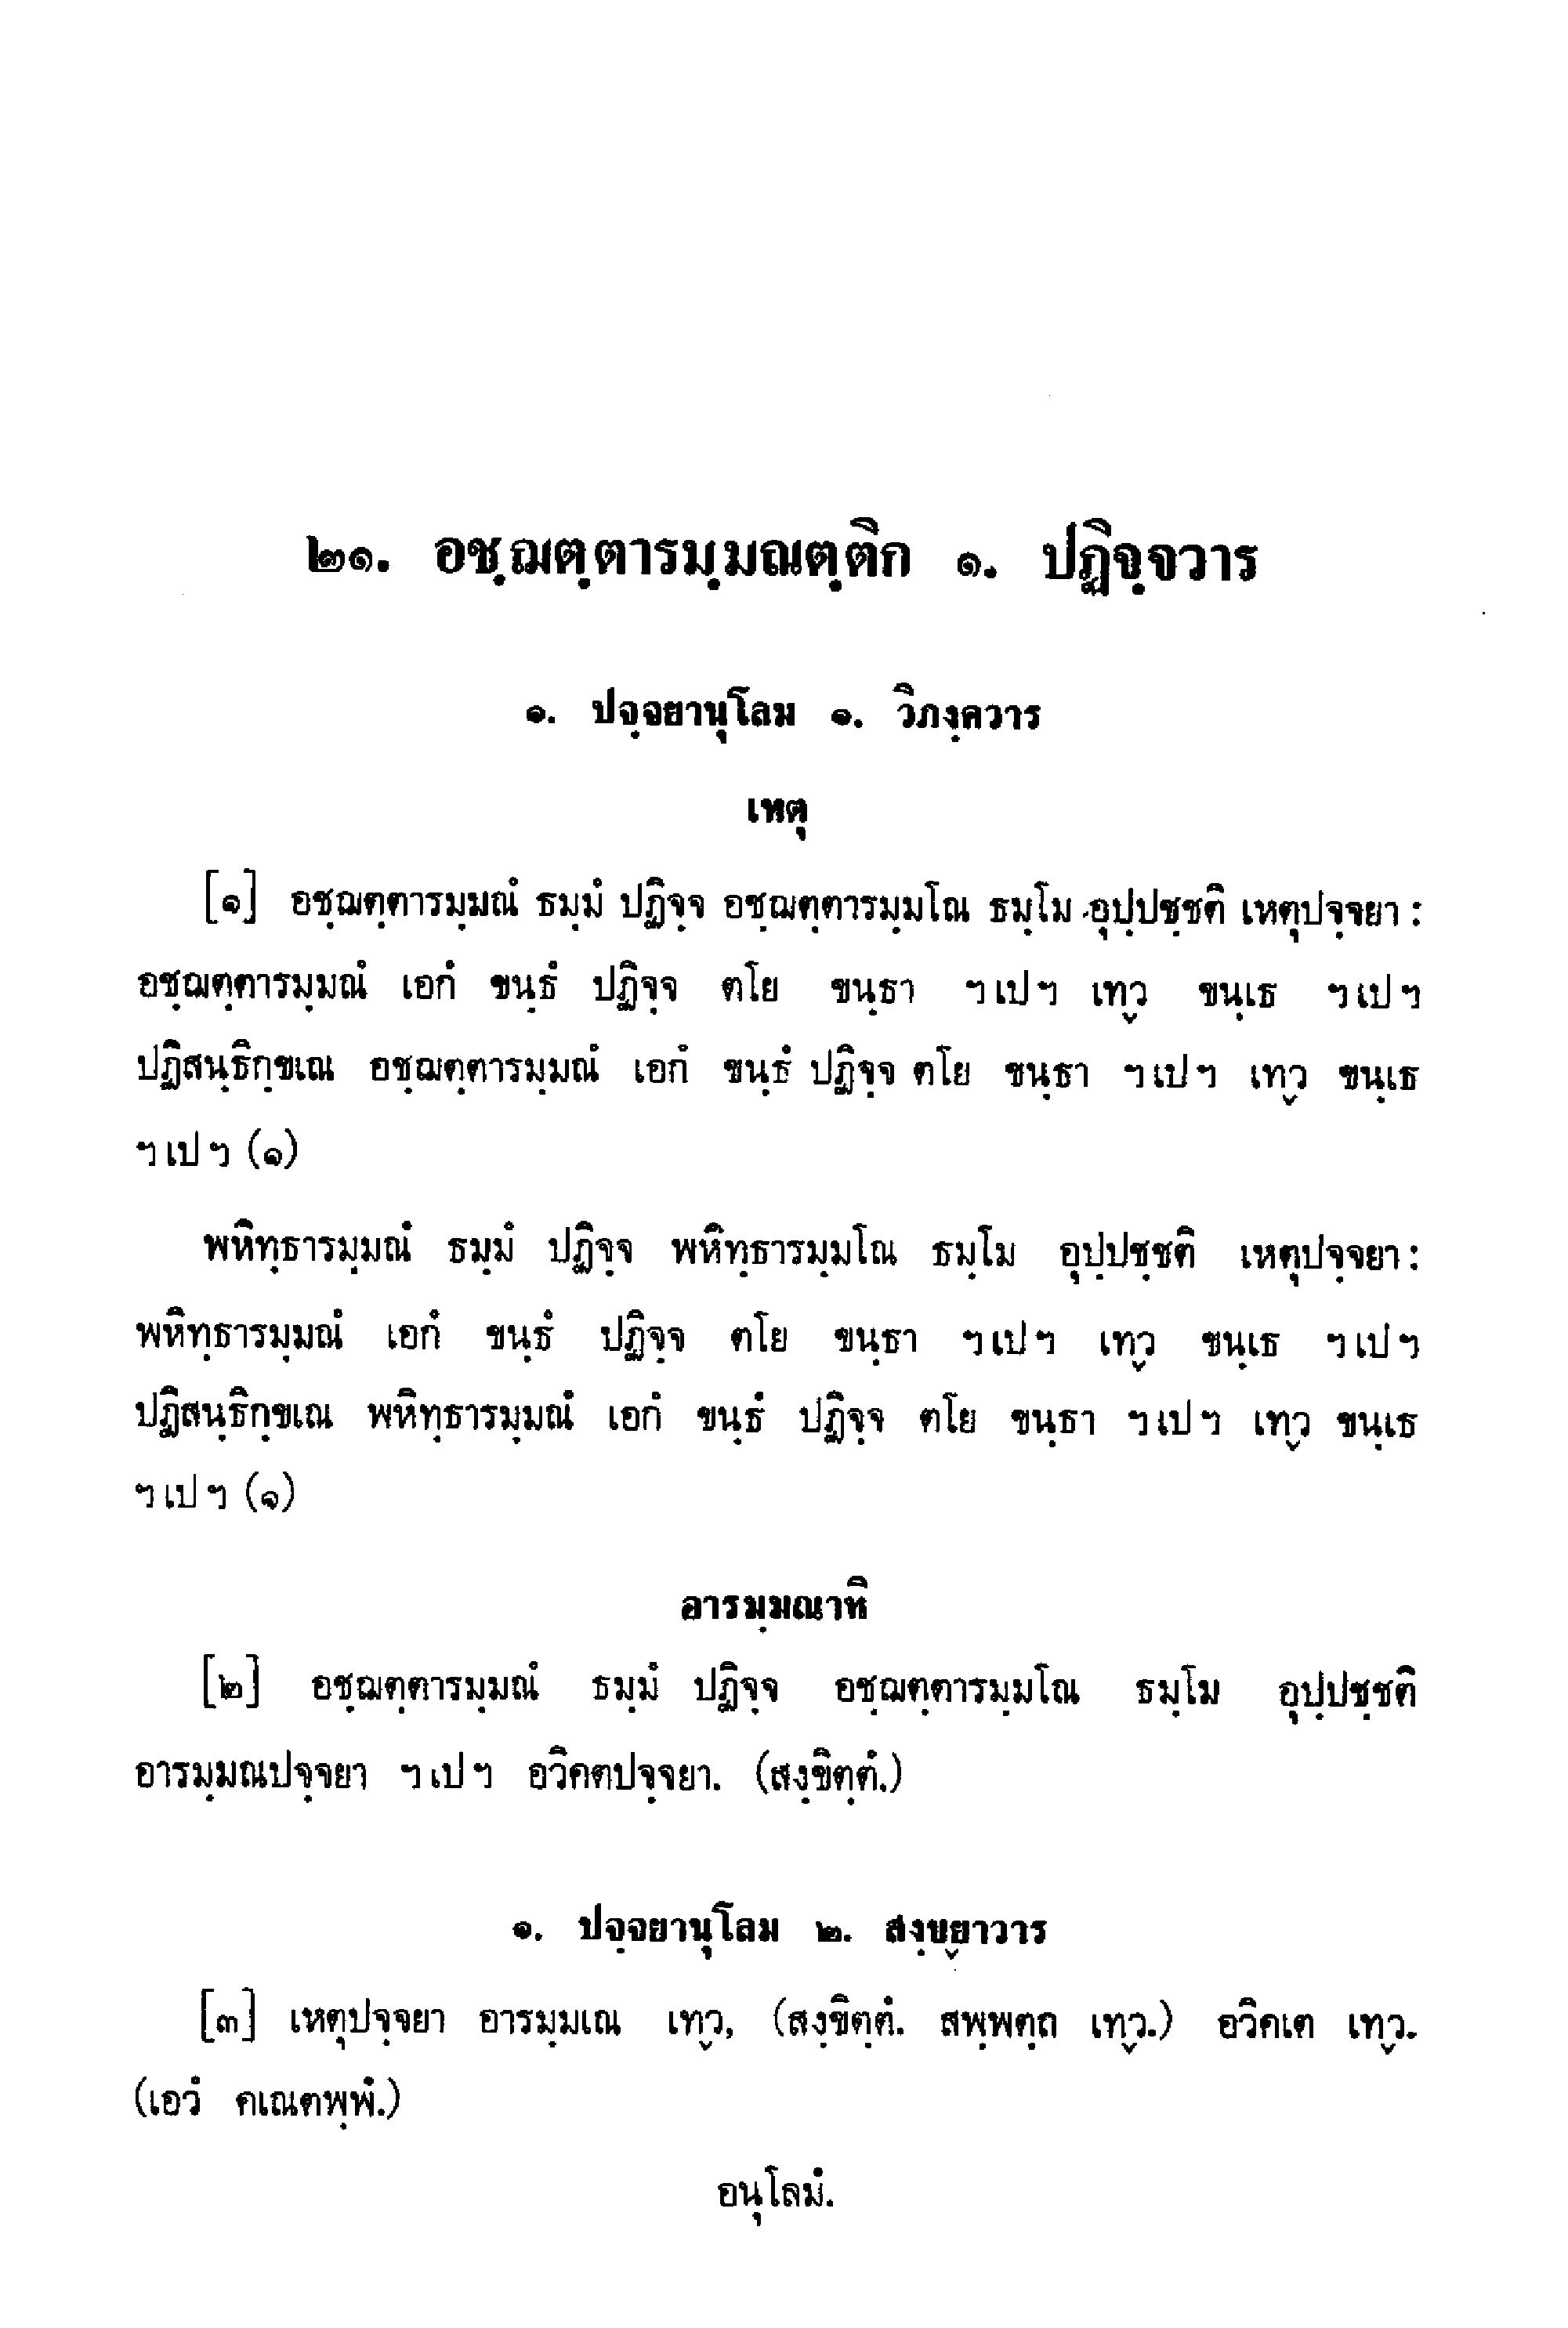 ๒๑. อชฺฌตฺตารมฺมณตฺติก ๑. ปฏิจฺจวาร
๑. ปจฺจยานุโลม ๑. วิภงฺควาร
เหตุ
[๑] อชฺฌตฺตารมฺมณํ ธมฺมํ ปฏิจฺจ อชฺฌตฺตารมฺมโณ ธมฺโม อุปฺปชฺชติ เหตุปจฺจยา :
อชฺฌตฺตารมฺมณํ เอกํ ขนฺธํ ปฏิจฺจ ตโย ขนฺธา ฯเปฯ เทฺว ขนฺเธ ฯเปฯ
ปฏิสนฺธิกฺขเณ อชฺฌตฺตารมฺมณํ เอกํ ขนฺธํ ปฏิจฺจ ตโย ขนฺธา ฯเปฯ เทฺว ขนฺเธ
ฯเปฯ (๑)
พหิทฺธารมฺมณํ ธมฺมํ ปฏิจฺจ พหิทฺธารมฺมโณ ธมฺโม อุปฺปชฺชติ เหตุปจฺจยา :
พหิทฺธารมฺมณํ เอกํ ขนฺธํ ปฏิจฺจ ตโย ขนฺธา ฯเปฯ เทฺว ขนฺเธ ฯเปฯ
ปฏิสนฺธิกฺขเณ พหิทฺธารมฺมณํ เอกํ ขนฺธํ ปฏิจฺจ ตโย ขนฺธา ฯเปฯ เทฺว ขนฺเธ
ฯเปฯ (๑)
อารมฺมณาทิ
[๒] อชฺฌตฺตารมฺมณํ ธมฺมํ ปฏิจฺจ อชฺฌตฺตารมฺมโณ ธมฺโม อุปฺปชฺชติ
อารมฺมณปจฺจยา ฯเปฯ อวิคตปจฺจยา. (สงฺขิตฺตํ.)
๑. ปจฺจยานุโลม ๒. สงฺขฺยาวาร
[๓] เหตุปจฺจยา อารมฺมเณ เทฺว, (สงฺขิตฺตํ. สพฺพตฺถ เทฺว.) อวิคเต เทฺว.
(เอวํ คเณตพฺพํ.)
อนุโลมํ.